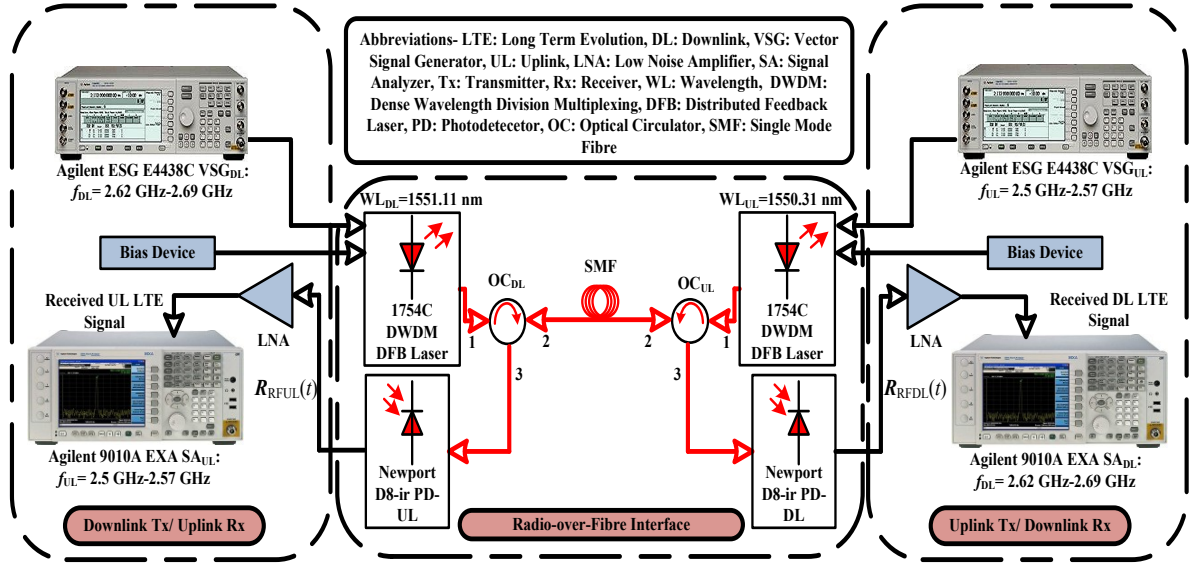 Abbreviations- LTE: Long Term Evolution, DL: Downlink, VSG: Vector
Signal Generator, UL: Uplink, LNA: Low Noise Amplifier, SA: Signal
Analyzer, Tx: Transmitter, Rx: Receiver, WL: Wavelength, DWDM:
Dense Wavelength Division Multiplexing, DFB: Distributed Feedback
Laser, PD: Photodetecetor, OC: Optical Circulator, SMF: Single Mode
Fibre
Agilent ESG E4438C VSGDL:
fDL= 2.62 GHz-2.69 GHz
Bias Device
Received UL LTE
Signal
LNA
RRFUL(t)
Agilent 9010A EXA SAUL:
fUL= 2.5 GHz-2.57 GHz
Downlink Tx/ Uplink Rx
WLDL=1551.11 nm
1754C
DWDM
DFB Laser
OCDL
1
2
3
Newport
D8-ir PD-
UL
SMF
Radio-over-Fibre Interface
WLUL=1550.31 nm
1754C
DWDM
DFB Laser
OCUL
1
2
3
Newport
D8-ir PD-
DL
Agilent ESG E4438C VSGUL:
fUL= 2.5 GHz-2.57 GHz
Bias Device
Received DL LTE
Signal
LNA
RRFDL(t)
Agilent 9010A EXA SADL:
fDL= 2.62 GHz-2.69 GHz
Uplink Tx/ Downlink Rx